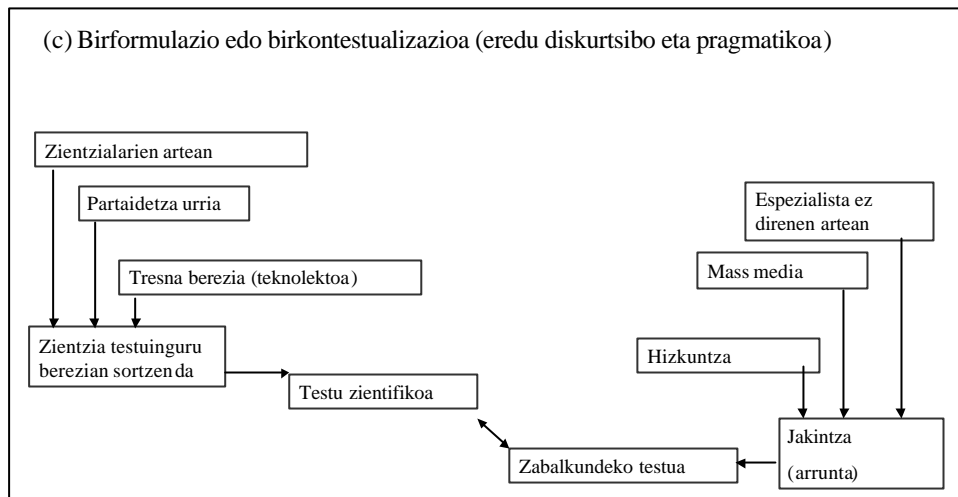 (c) Birformulazio edo birkontestualizazioa (eredu diskurtsibo eta pragmatikoa)
Zientzialarien artean
Partaidetza urria
Espezialista ez
direnen artean
Tresna berezia (teknolektoa)
Mass media
Zientzia testuinguru
berezian sortzen da
Hizkuntza
Testu zientifikoa
Jakintza
(arrunta)
Zabalkundeko testua